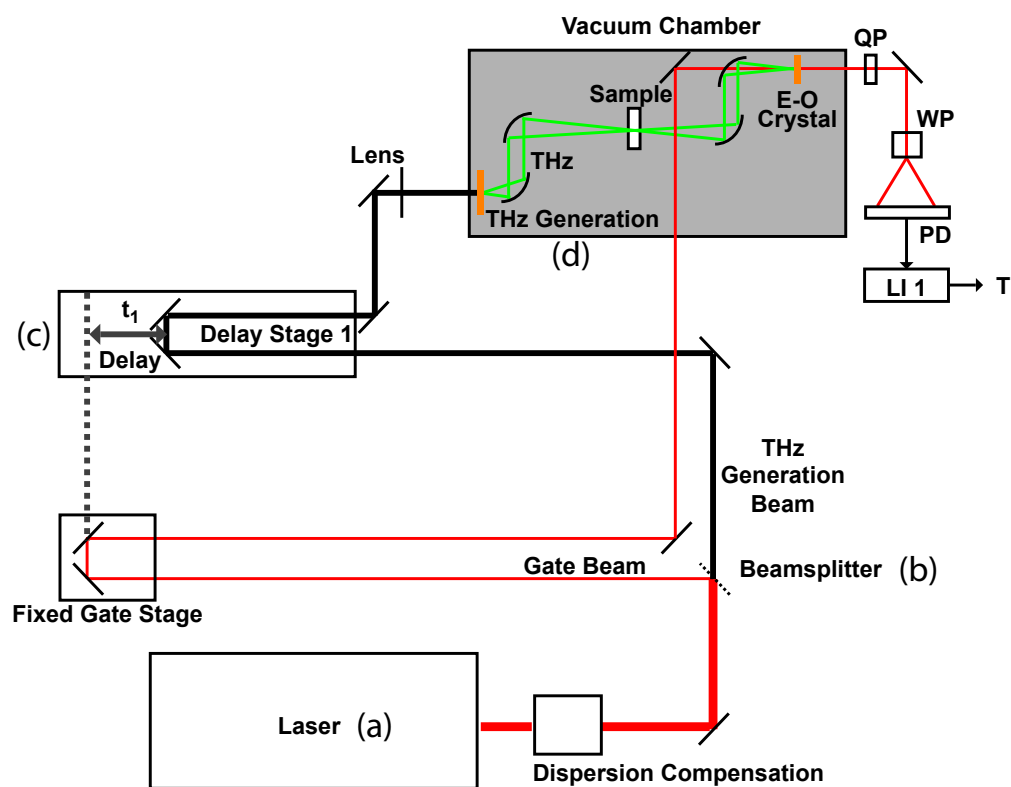 Vacuum Chamber
QP
Sample
E-O
Crystal
WP
Lens
THz
THz Generation
(d)
PD
LI 1
T
(c)
t1
Delay Stage 1
Delay
THz
Generation
Beam
Gate Beam
Beamsplitter (b)
Fixed Gate Stage
Laser (a)
Dispersion Compensation